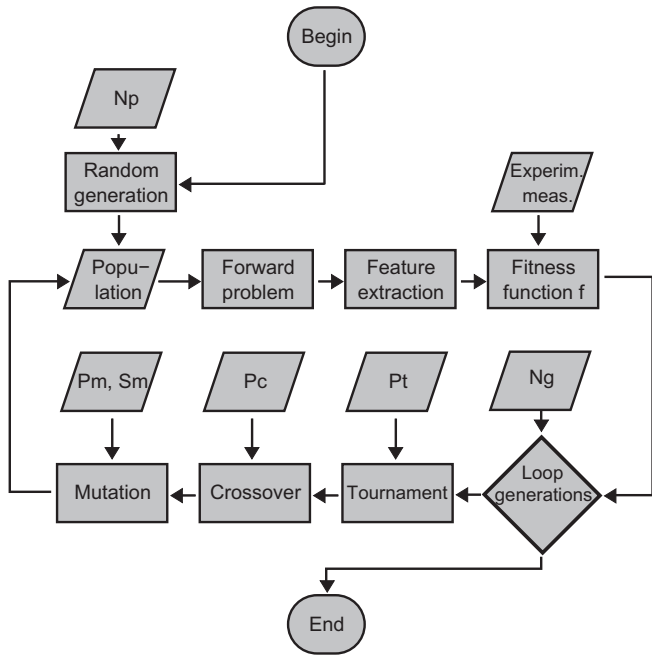 Begin
Np
Random
generation
Experim.
meas.
Popu-
lation
Forward
problem
Feature
extraction
Fitness
function f
Pm, Sm
Pc
Pt
Ng
Mutation
Crossover
Tournament
Loop
generations
End